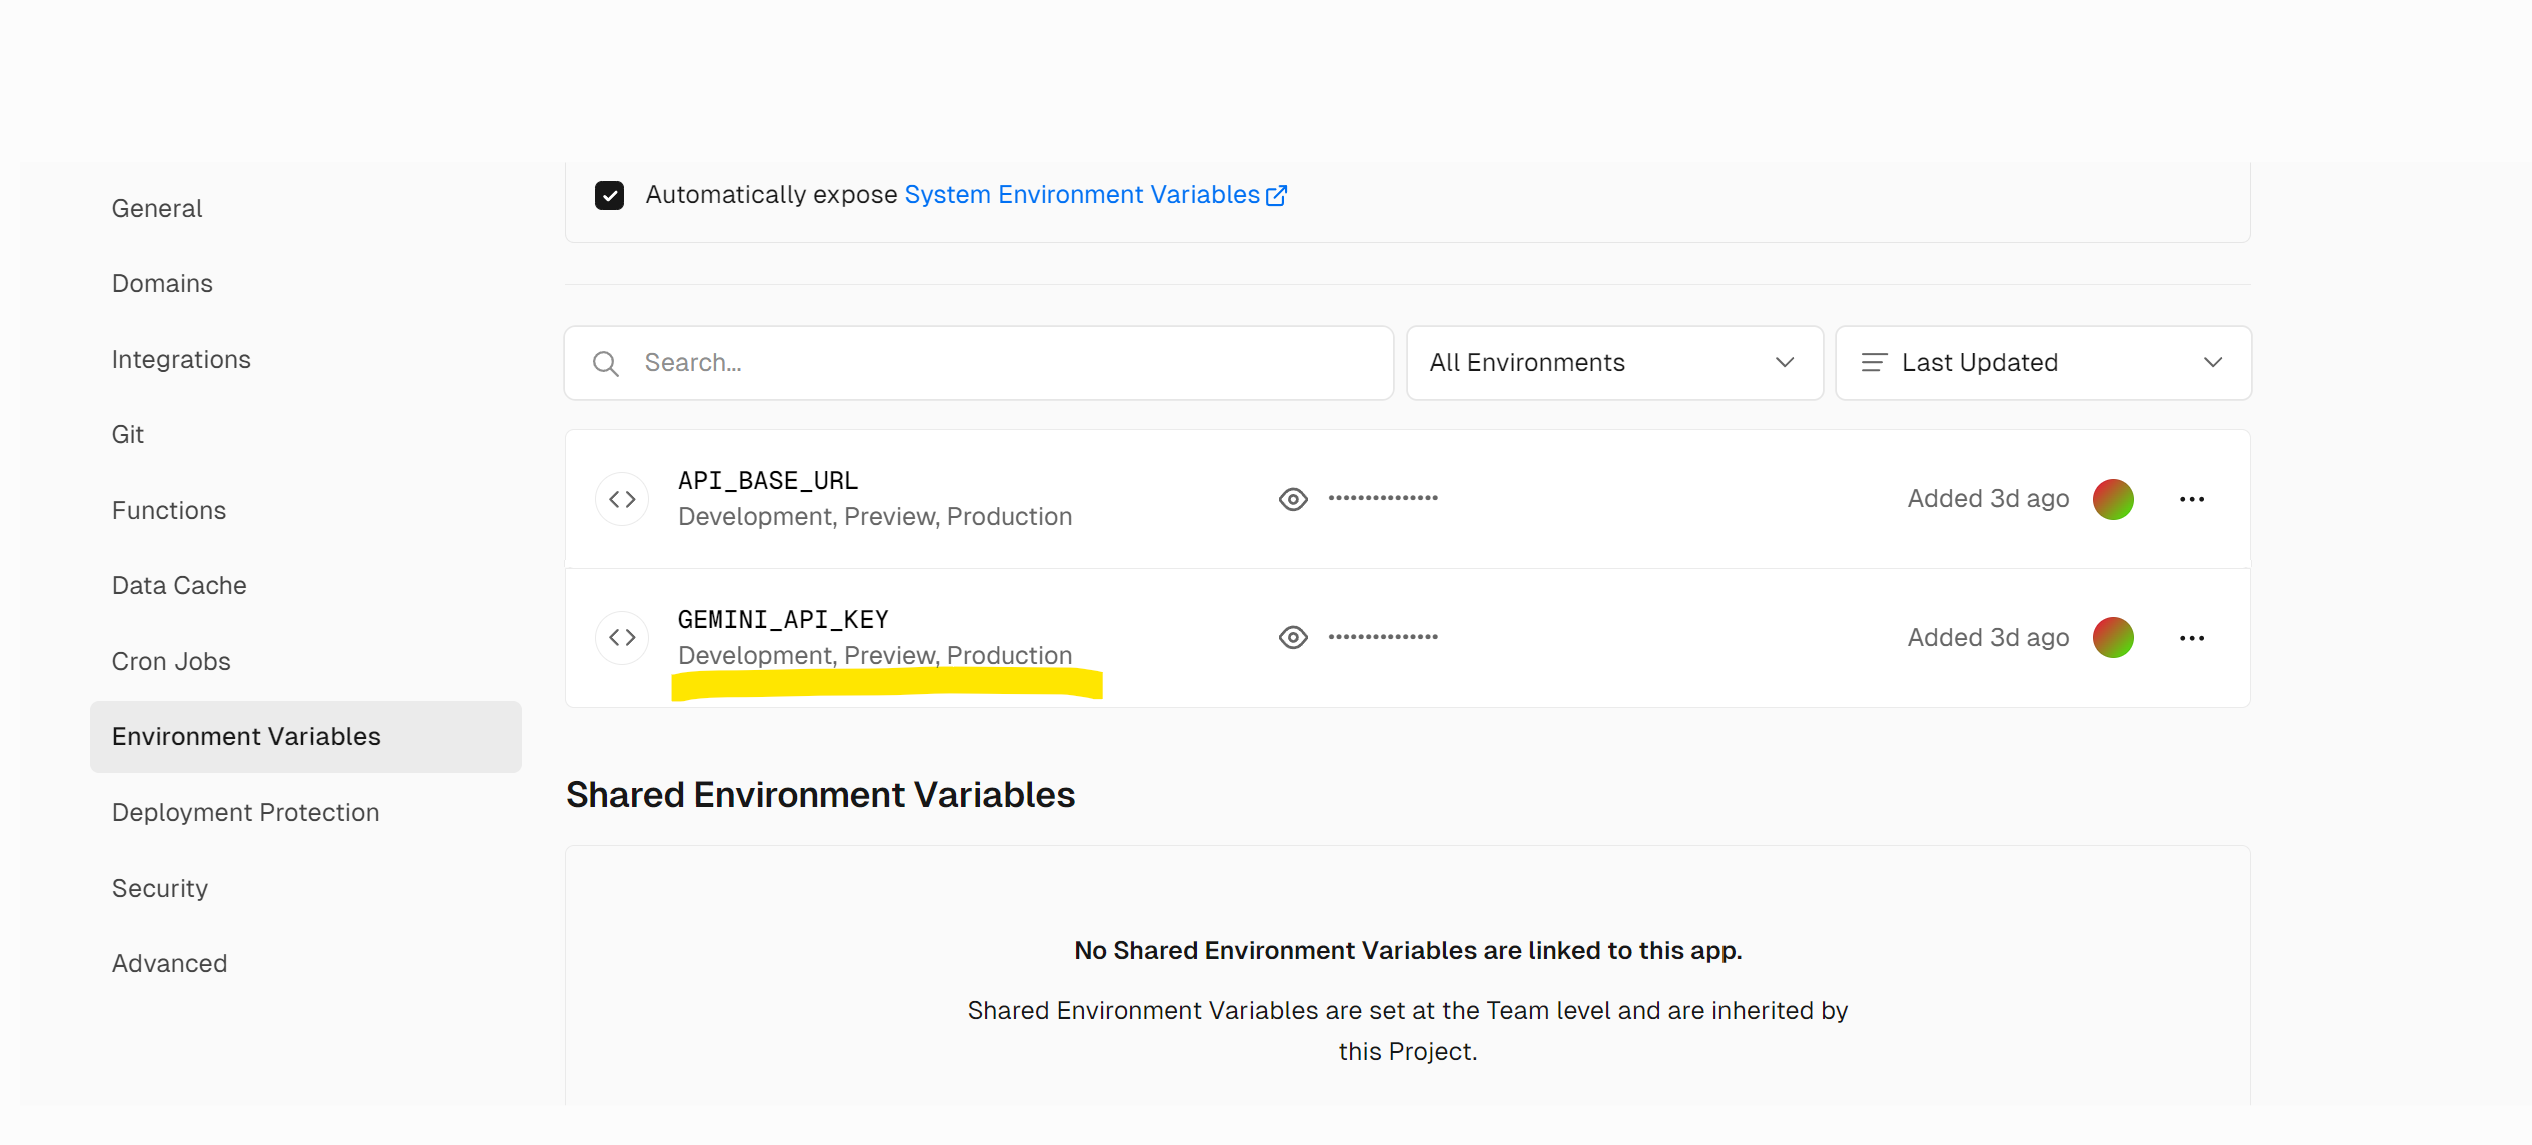 General
Domains
Integrations
Git
Functions
Data Cache
Cron Jobs
Environment Variables
Deployment Protection
Security
Advanced
Automatically expose System Environment Variables
Search...
All Environments
Last Updated
API_BASE_URL
Development, Preview, Production
•••••••••••••••
Added 3d ago
GEMINI_API_KEY
Development, Preview, Production
•••••••••••••••
Added 3d ago
Shared Environment Variables
No Shared Environment Variables are linked to this app.
Shared Environment Variables are set at the Team level and are inherited by
this Project.